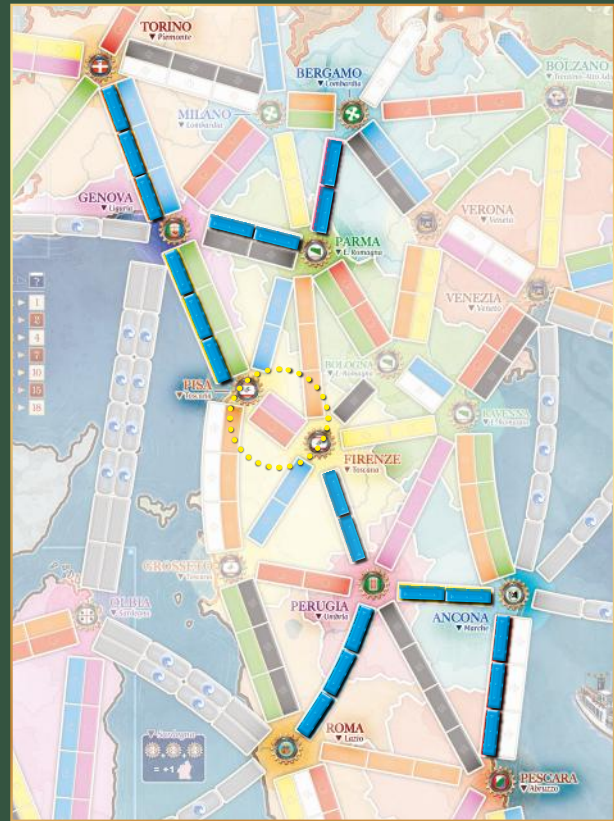 TORINO
▼ Piemonte
BERGAMO
▼ Lombardia
BOLZANO
MILANO
▼ Lombardia
GENOVA
▼ Liguria
VERONA
▼ Veneto
PARMA
▼ E. Romagna
VENEZIA
▼ Veneto
?
1
2
4
7
10
15
18
BOLOGNA
▼ E. Romagna
PISA
▼ Toscana
RAVENNA
▼ E. Romagna
FIRENZE
▼ Toscana
GROSSETO
▼ Toscana
OLBIA
▼ Sardegna
PERUGIA
▼ Umbria
ANCONA
▼ Marche
ROMA
▼ Lazio
▼ Sardegna
= +1
PESCARA
▼ Abruzzo